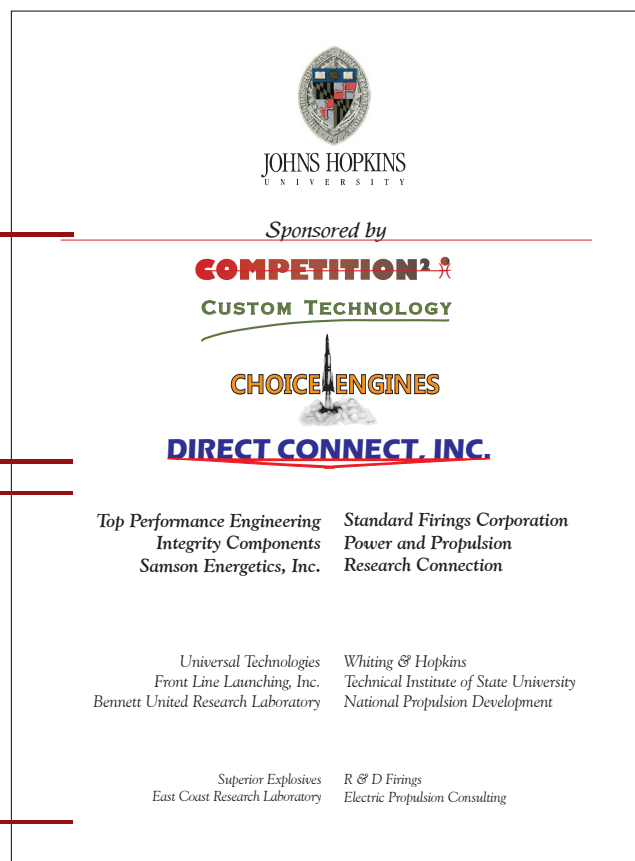 JOHNS HOPKINS
UNIVERSITY
Sponsored by
COMPETITION²
CUSTOM TECHNOLOGY
CHOICE ENGINES
DIRECT CONNECT, INC.
Top Performance Engineering
Integrity Components
Samson Energetics, Inc.
Standard Firings Corporation
Power and Propulsion
Research Connection
Universal Technologies
Front Line Launching, Inc.
Bennett United Research Laboratory
Whiting & Hopkins
Technical Institute of State University
National Propulsion Development
Superior Explosives
East Coast Research Laboratory
R & D Firings
Electric Propulsion Consulting